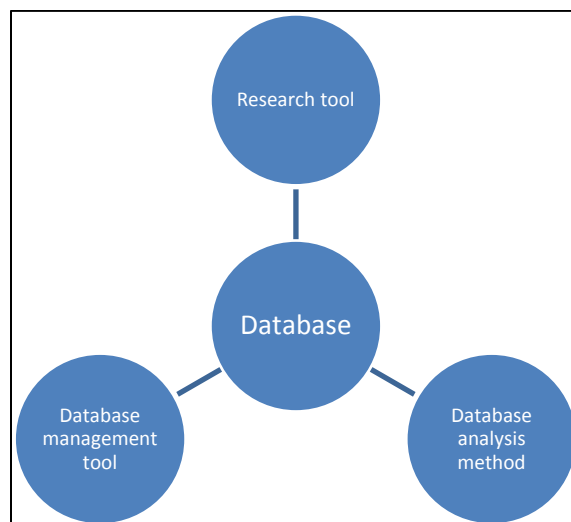 Research tool
Database
Database
management
tool
Database
analysis
method